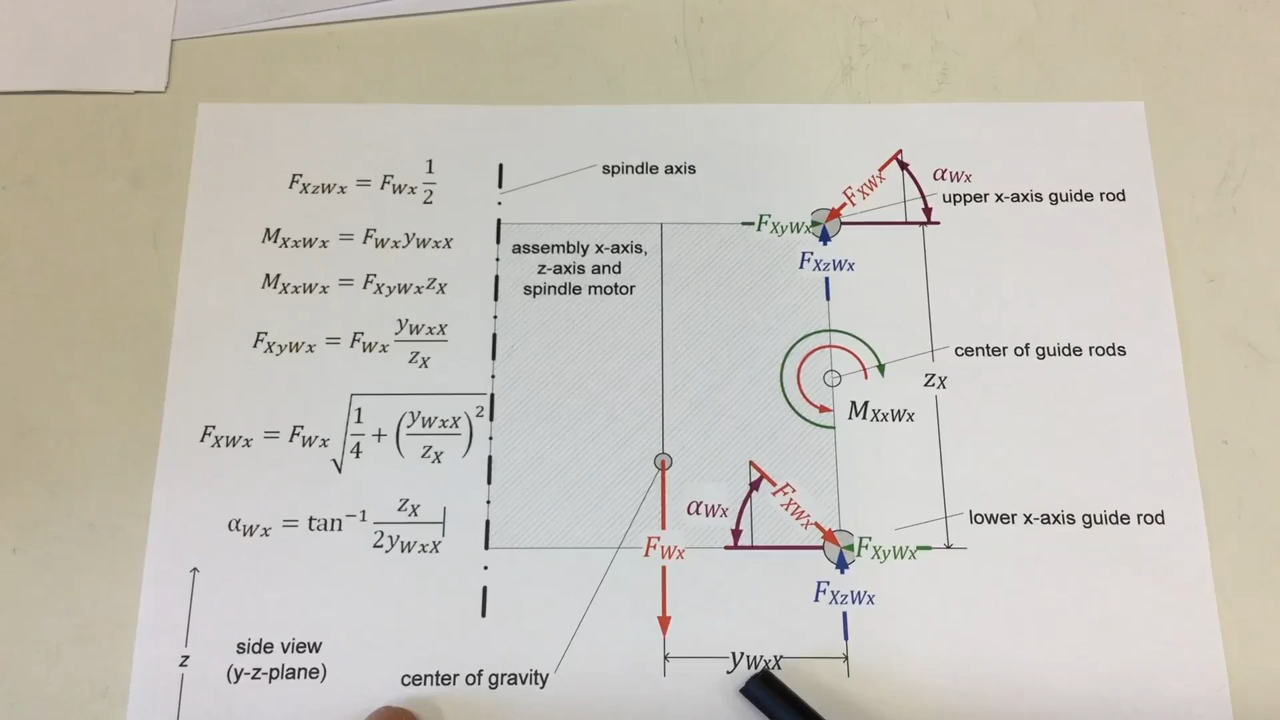 F_XzWx = F_Wx 1/2
M_XxWx = F_Wx y_WxX
M_XxWx = F_XyWx z_X
F_XyWx = F_Wx y_WxX/z_X
F_XWx = F_Wx √(1/4 + (y_WxX/z_X)²)
α_Wx = tan⁻¹ z_X/2y_WxX
z
side view
(y-z-plane)
spindle axis
assembly x-axis,
z-axis and
spindle motor
F_XyWx
F_XWx
α_Wx
upper x-axis guide rod
F_XzWx
center of guide rods
z_X
M_XxWx
α_Wx
F_XWx
lower x-axis guide rod
F_Wx
F_XyWx
F_XzWx
y_WxX
center of gravity